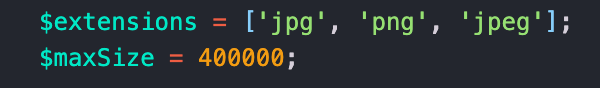 $extensions = ['jpg', 'png', 'jpeg'];
$maxSize = 400000;